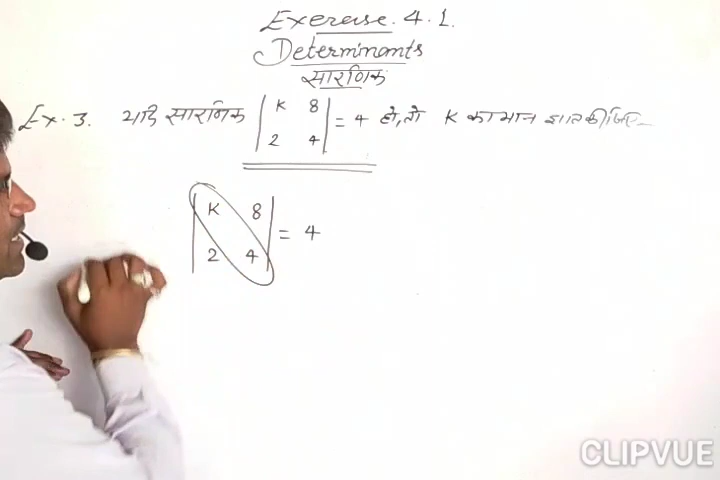 Exercise. 4.1.
Determinants
सारणिक
Ex. 3. यदि सारणिक | K 8 | = 4 हो, तो K का मान ज्ञात कीजिए
| 2 4 |
| K 8 | = 4
| 2 4 |
CLIPVUE